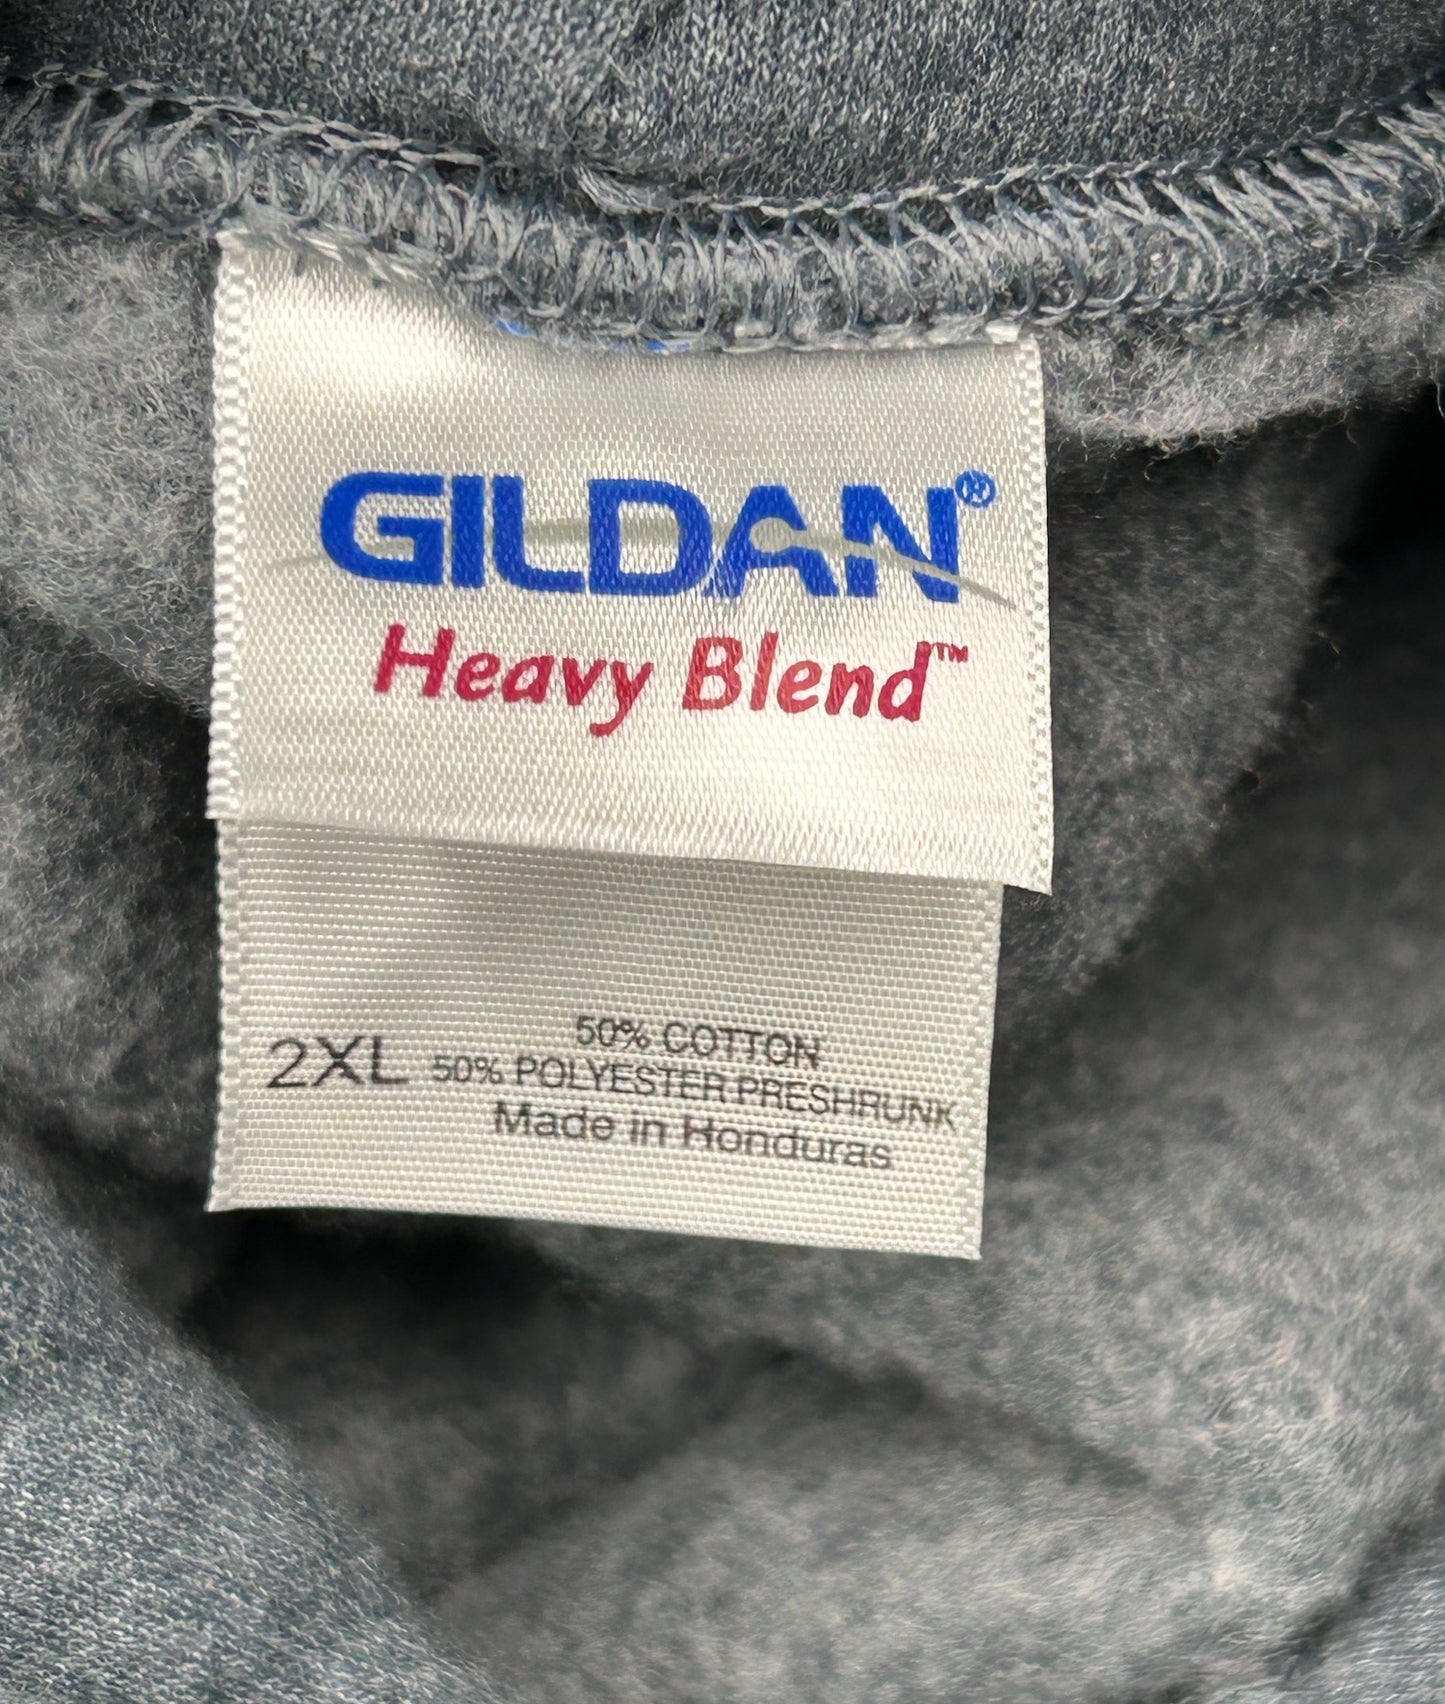 GILDAN®
Heavy Blend™
2XL
50% COTTON
50% POLYESTER PRESHRUNK
Made in Honduras